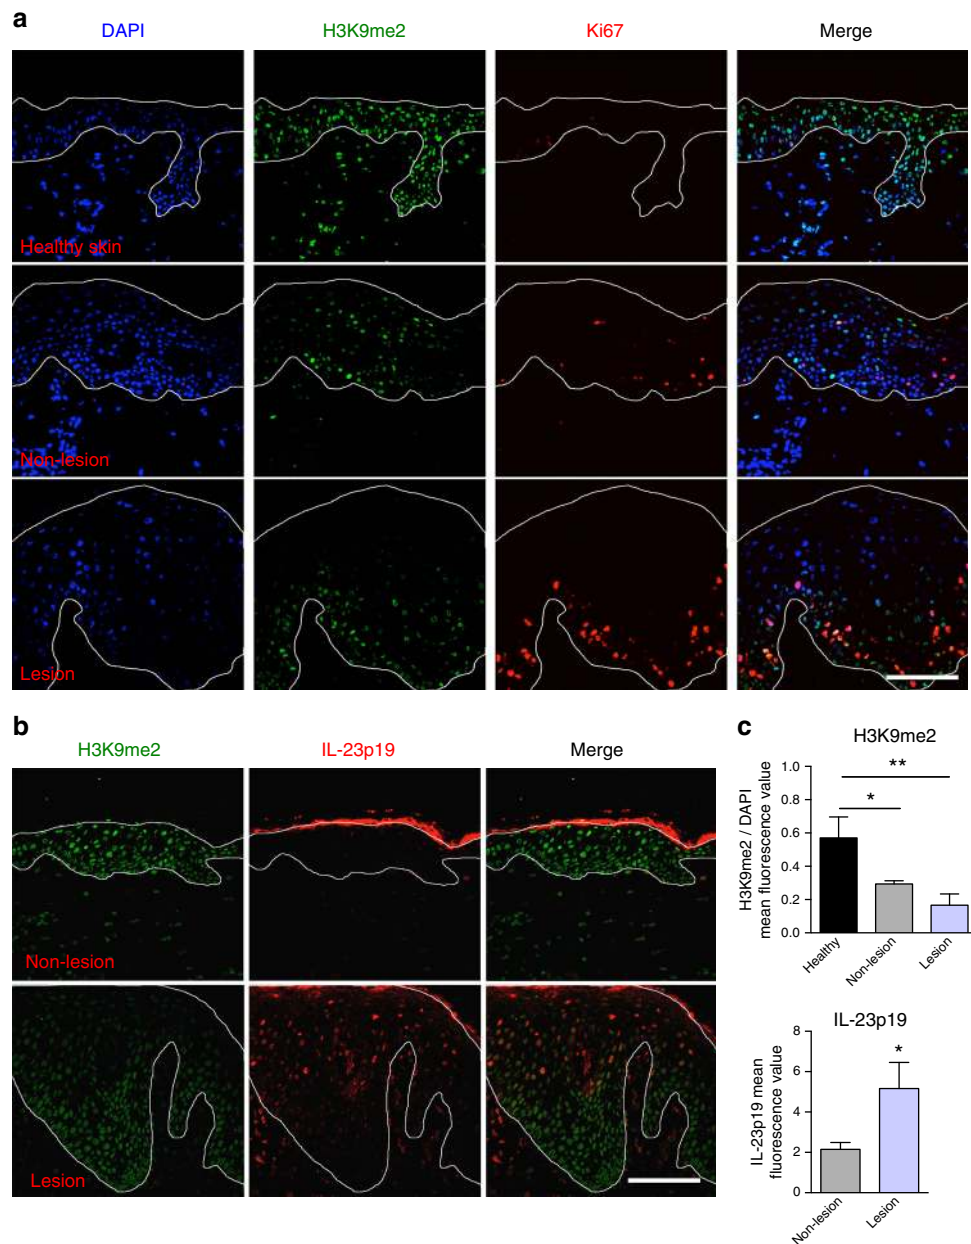 a
DAPI
H3K9me2
Ki67
Merge
Healthy skin
Non-lesion
Lesion
b
H3K9me2
IL-23p19
Merge
Non-lesion
Lesion
c
H3K9me2
H3K9me2 / DAPI
mean fluorescence value
1.0
0.8
0.6
0.4
0.2
0.0
**
*
Healthy
Non-lesion
Lesion
IL-23p19
IL-23p19 mean
fluorescence value
8
6
4
2
0
*
Non-lesion
Lesion